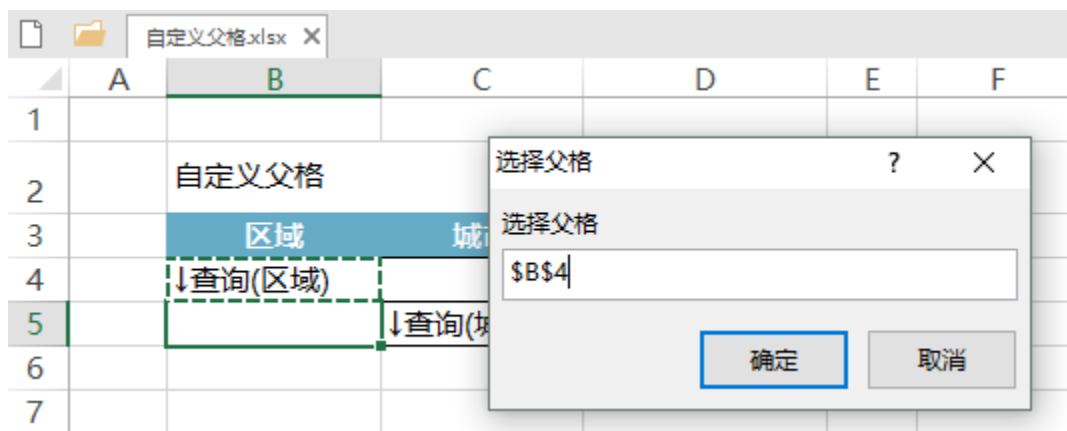 自定义父格.xlsx
A B C D E F
1
2 自定义父格
3 区域 城
4 ↓查询(区域)
5 ↓查询(
6
7
选择父格 ?
选择父格
$B$4
确定 取消